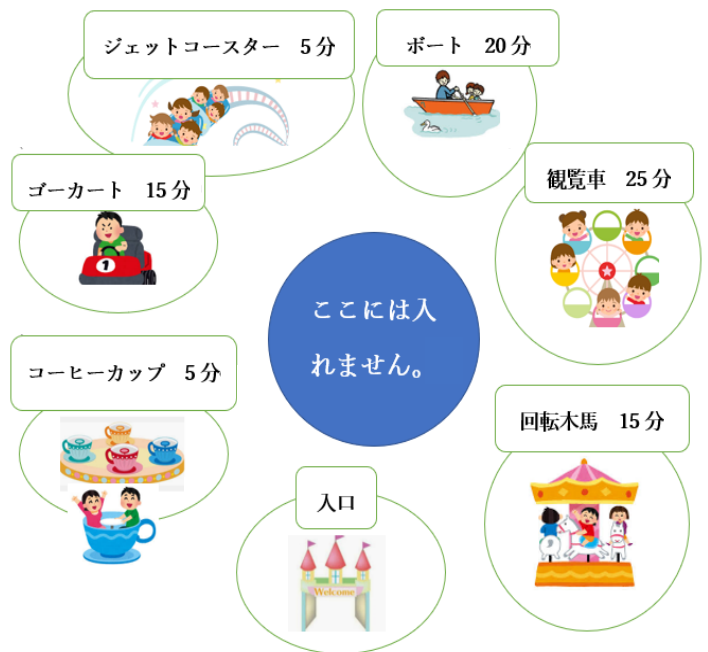 ジェットコースター　5分
ボート　20分
観覧車　25分
ゴーカート　15分
ここには入
れません。
コーヒーカップ　5分
回転木馬　15分
入口
Welcome
1